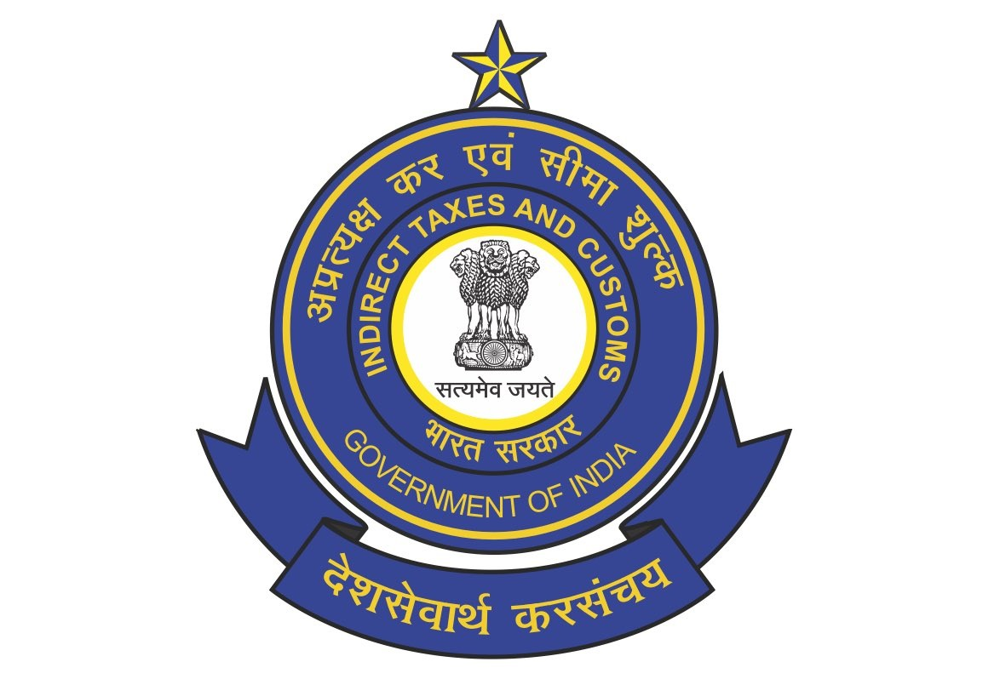 अप्रत्यक्ष कर एवं सीमा शुल्क
INDIRECT TAXES AND CUSTOMS
सत्यमेव जयते
भारत सरकार
GOVERNMENT OF INDIA
देशसेवार्थ करसंचय